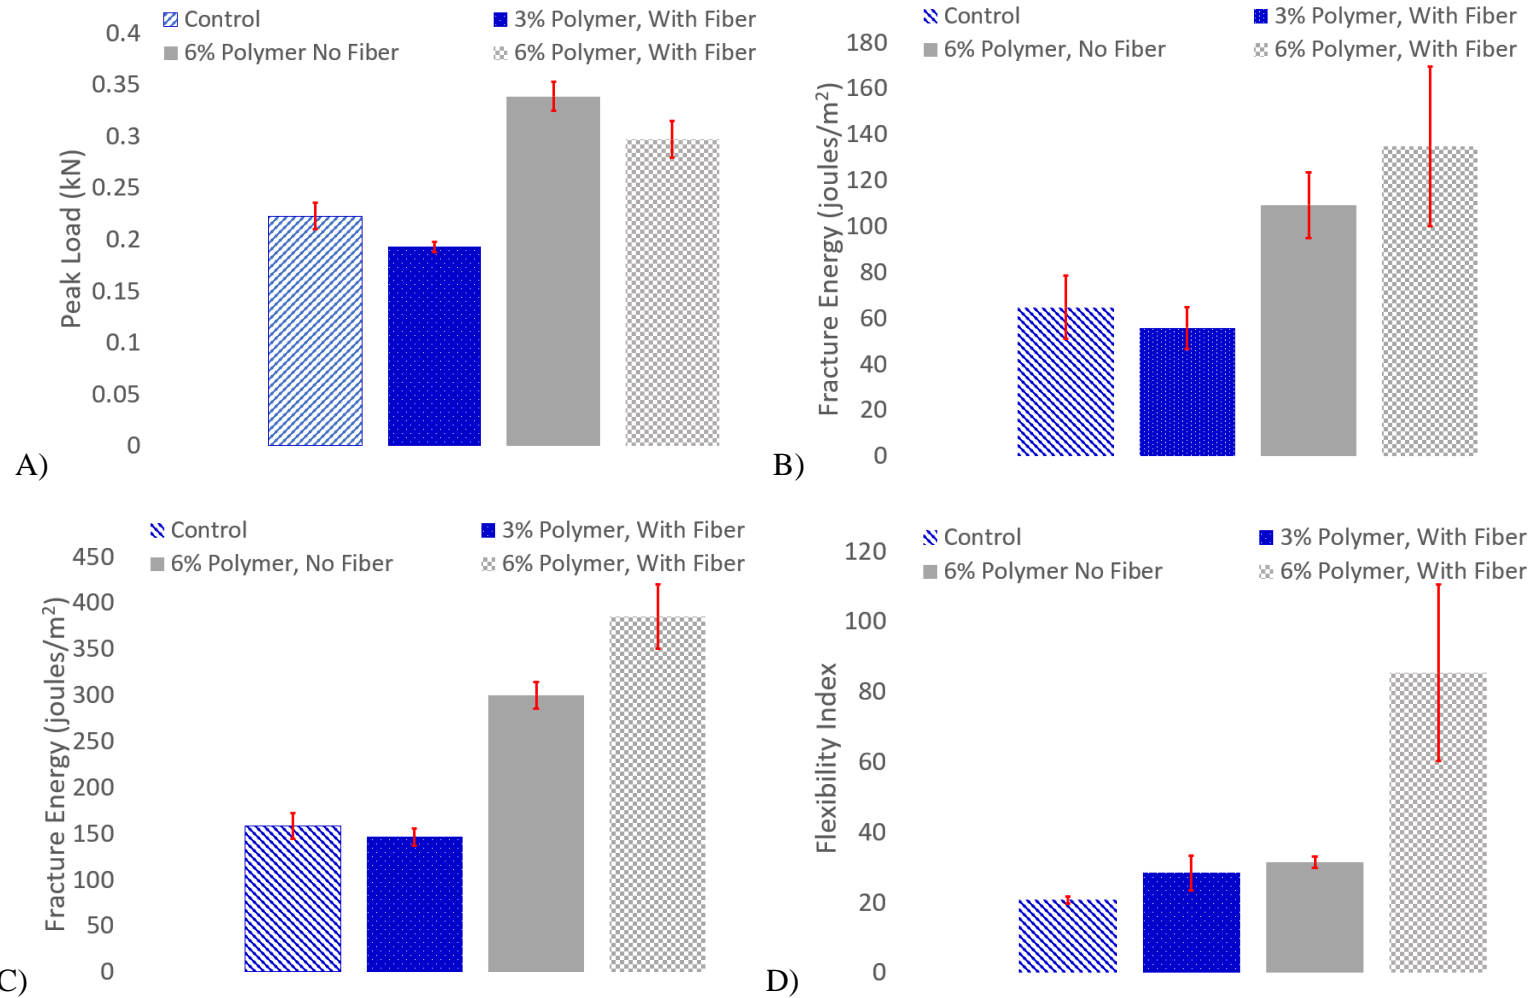 Control
3% Polymer, With Fiber
6% Polymer No Fiber
6% Polymer, With Fiber
0.4
0.35
0.3
0.25
0.2
0.15
0.1
0.05
0
Peak Load (kN)
A)
Control
3% Polymer, With Fiber
6% Polymer, No Fiber
6% Polymer, With Fiber
180
160
140
120
100
80
60
40
20
0
Fracture Energy (joules/m²)
B)
Control
3% Polymer, With Fiber
6% Polymer, No Fiber
6% Polymer, With Fiber
450
400
350
300
250
200
150
100
50
0
Fracture Energy (joules/m²)
C)
Control
3% Polymer, With Fiber
6% Polymer No Fiber
6% Polymer, With Fiber
120
100
80
60
40
20
0
Flexibility Index
D)